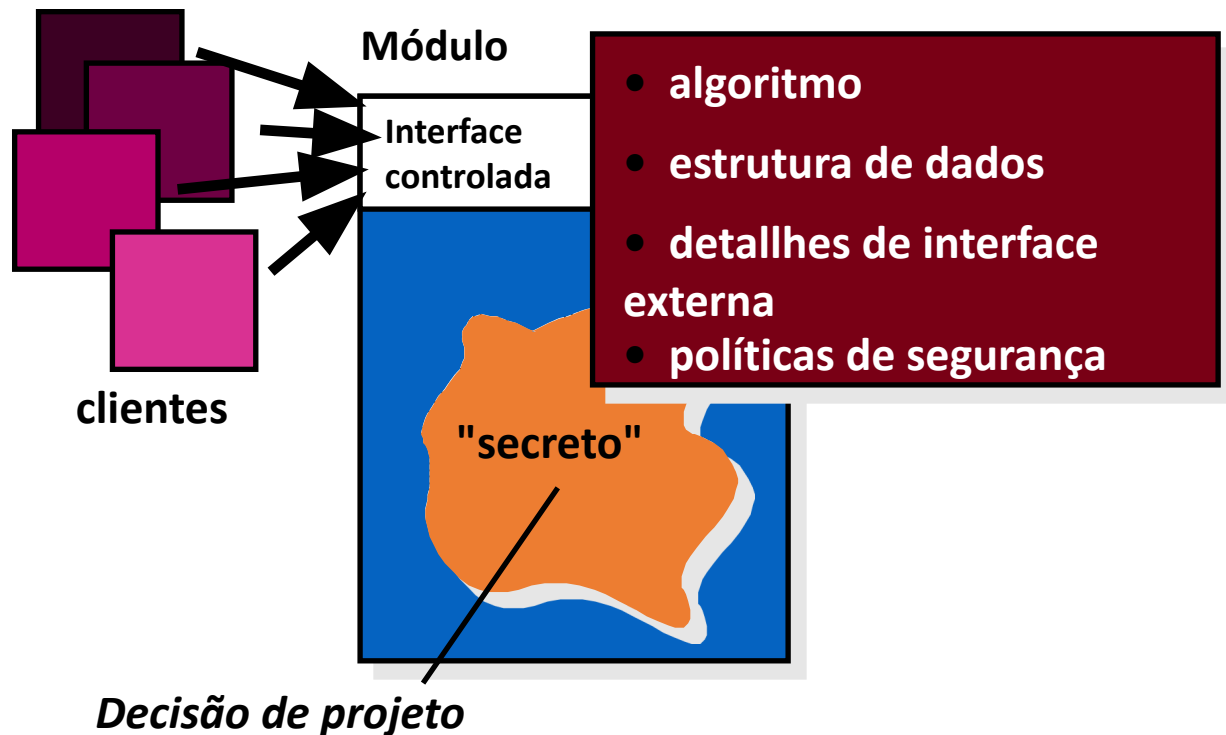 Módulo
Interface
controlada
• algoritmo
• estrutura de dados
• detallhes de interface
externa
• políticas de segurança
clientes
"secreto"
Decisão de projeto